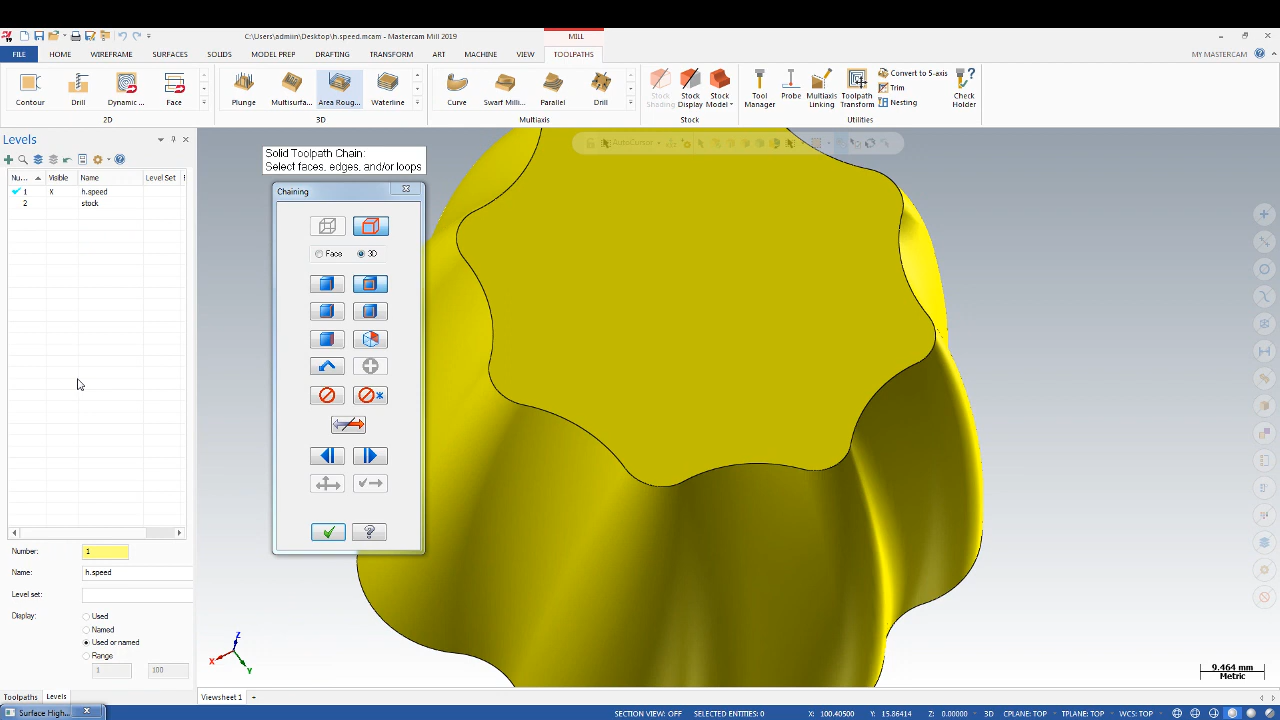 C:\Users\admiin\Desktop\h.speed.mcam - Mastercam Mill 2019
MILL
FILE HOME WIREFRAME SURFACES SOLIDS MODEL PREP DRAFTING TRANSFORM ART MACHINE VIEW TOOLPATHS MY MASTERCAM
Contour Drill Dynamic ... Face
2D
Plunge Multisurfa... Area Roug... Waterline
3D
Curve Swarf Milli... Parallel Drill
Multiaxis
Stock Shading Stock Display Stock Model
Stock
Tool Manager Probe Multiaxis Linking Toolpath Transform
Convert to 5-axis
Trim
Nesting
Check Holder
Utilities
Levels
Nu... Visible Name Level Set
1 X h.speed
2 stock
Number: 1
Name: h.speed
Level set:
Display: Used
Named
Used or named
Range
1 100
Toolpaths Levels
Surface High...
Solid Toolpath Chain:
Select faces, edges, and/or loops
Chaining
Face 3D
AutoCursor
X Y Z
9.464 mm
Metric
Viewsheet 1
SECTION VIEW: OFF SELECTED ENTITIES: 0 X: 100.40500 Y: 15.86414 Z: 0.00000 3D CPLANE: TOP TPLANE: TOP WCS: TOP